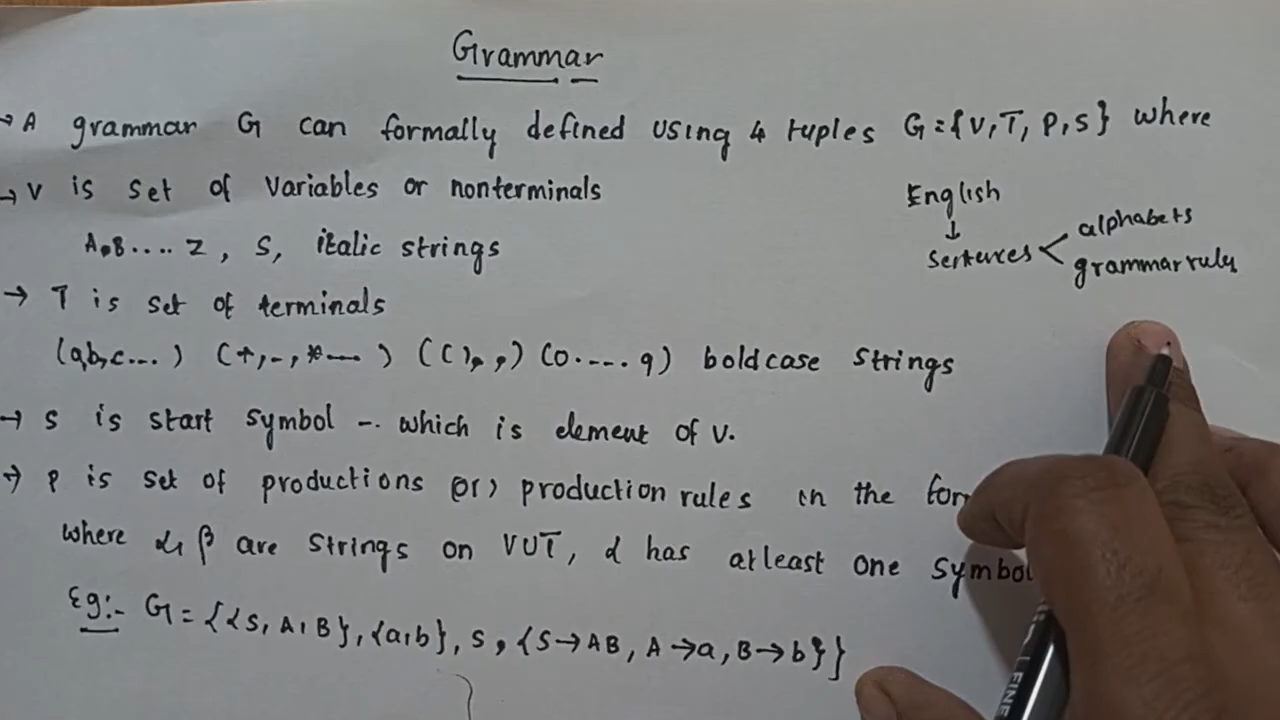 Grammar
→ A grammar G can formally defined using 4 tuples G={V,T,P,S} where
→ V is set of variables or nonterminals
A,B....Z, S, italic strings
English
↓
sentences < alphabets
grammar rules
→ T is set of terminals
(a,b,c...) (+,-,*---) (( ), , ,) (0....9) boldcase strings
→ S is start symbol -. which is element of V.
→ P is set of productions (or) production rules in the
where α, β are strings on VUT, α has atleast one symbol
Eg:- G = {{S,A,B},{a,b},S,{S→AB, A→a, B→b}}
LINE